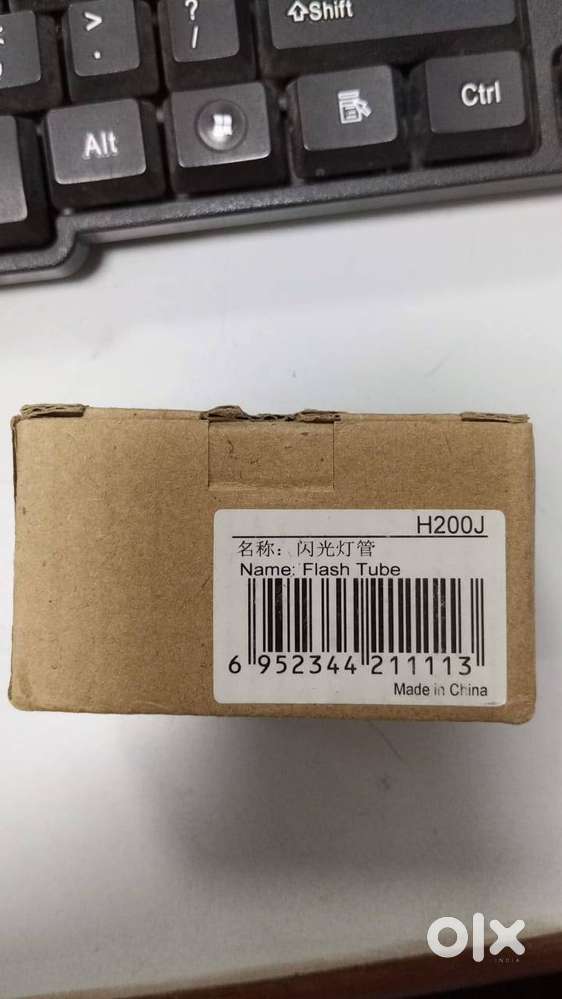 ?
/
>
.
⇧Shift
Alt
Ctrl
H200J
名称：闪光灯管
Name: Flash Tube
6 952344 211113
Made in China
olx
INDIA